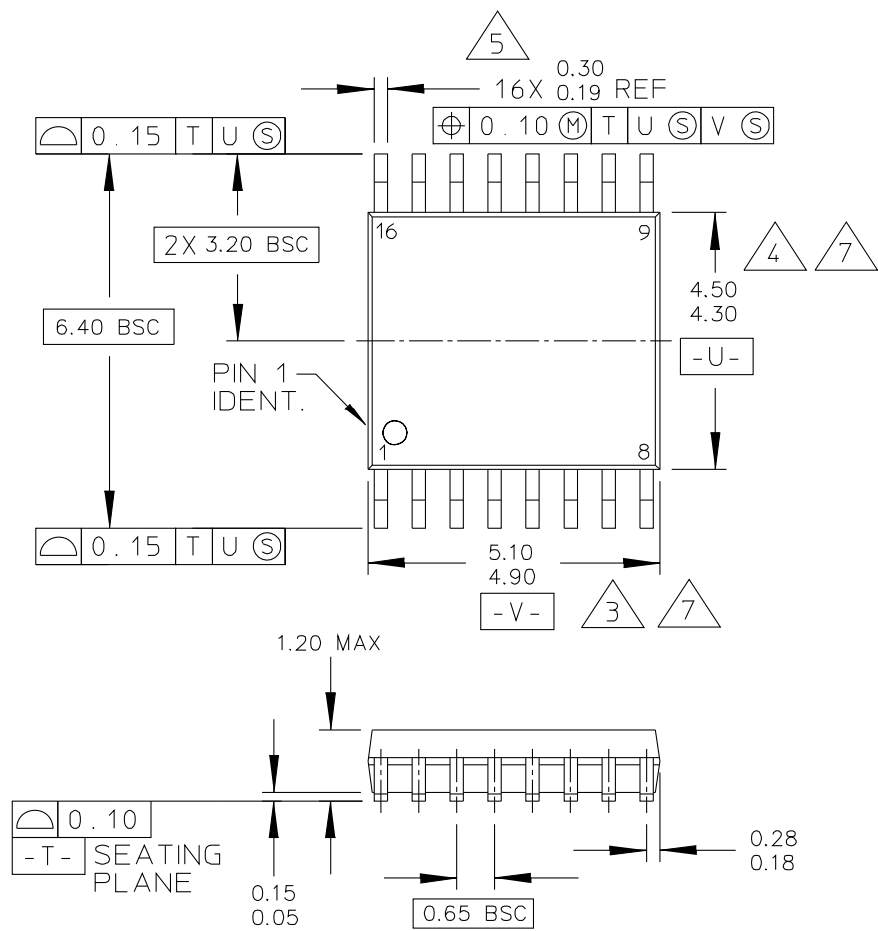 5
0.30
16X 0.19 REF
0.15 T U Ⓢ
⌖ 0.10 Ⓜ T U Ⓢ V Ⓢ
16
9
2X 3.20 BSC
4
7
4.50
4.30
6.40 BSC
-U-
PIN 1
IDENT.
1
8
⌓ 0.15 T U Ⓢ
5.10
4.90
-V-
3
7
1.20 MAX
⌓ 0.10
-T- SEATING
PLANE
0.28
0.18
0.15
0.05
0.65 BSC